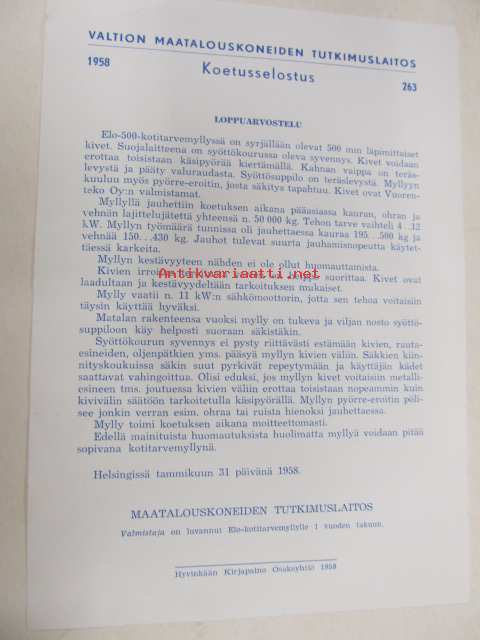 VALTION MAATALOUSKONEIDEN TUTKIMUSLAITOS
1958 Koetusselostus 263
LOPPUARVOSTELU
Elo-500-kotitarvemyllyssä on syrjällään olevat 500 mm läpimittaiset
kivet. Suojalaitteena on syöttökourussa oleva syvennys. Kivet voidaan
erottaa toisistaan käsipyörää kiertämällä. Kahnan vaippa on teräs-
levystä ja pääty valuraudasta. Syöttösuppilo on teräslevystä. Myllyyn
kuuluu myös pyörre-eroitin, josta säkitys tapahtuu. Kivet ovat Vuoren-
teko Oy:n valmistamat.
Myllyllä jauhettiin koetuksen aikana pääasiassa kauran, ohran ja
vehnän lajittelujätettä yhteensä n. 50 000 kg. Tehon tarve vaihteli 4...12
kW. Myllyn työmäärä tunnissa oli jauhettaessa kauraa 195...500 kg ja
vehnää 150...430 kg. Jauhot tulevat suurta jauhamisnopeutta käytet-
täessä karkeita.
Myllyn kestävyyteen nähden ei ole ollut huomauttamista.
Kivien irroittaminen suorittaa. Kivet ovat
laadultaan ja kestävyydeltään tarkoituksen mukaiset.
Antikvariaatti.net
Mylly vaatii n. 11 kW:n sähkömoottorin, jotta sen tehoa voitaisiin
täysin käyttää hyväksi.
Matalan rakenteensa vuoksi mylly on tukeva ja viljan nosto syöttö-
suppiloon käy helposti suoraan säkistäkin.
Syöttökourun syvennys ei pysty riittävästi estämään kivien, rauta-
esineiden, oljenpätkien yms. pääsyä myllyn kivien väliin. Säkkien kiin-
nityskoukuissa säkin suut pyrkivät repeytymään ja käyttäjän kädet
saattavat vahingoittua. Olisi eduksi, jos myllyn kivet voitaisiin metalli-
esineen tms. joutuessa kivien väliin erottaa toisistaan nopeammin kuin
kivivälin säätöön tarkoitetulla käsipyörällä. Myllyn pyörre-eroitin pöli-
see jonkin verran esim. ohraa tai ruista hienoksi jauhettaessa.
Mylly toimi koetuksen aikana moitteettomasti.
Edellä mainituista huomautuksista huolimatta myllyä voidaan pitää
sopivana kotitarvemyllynä.
Helsingissä tammikuun 31 päivänä 1958.
MAATALOUSKONEIDEN TUTKIMUSLAITOS
Valmistaja on luvannut Elo-kotitarvemyllylle 1 vuoden takuun.
Hyvinkään Kirjapaino Osakeyhtiö 1958